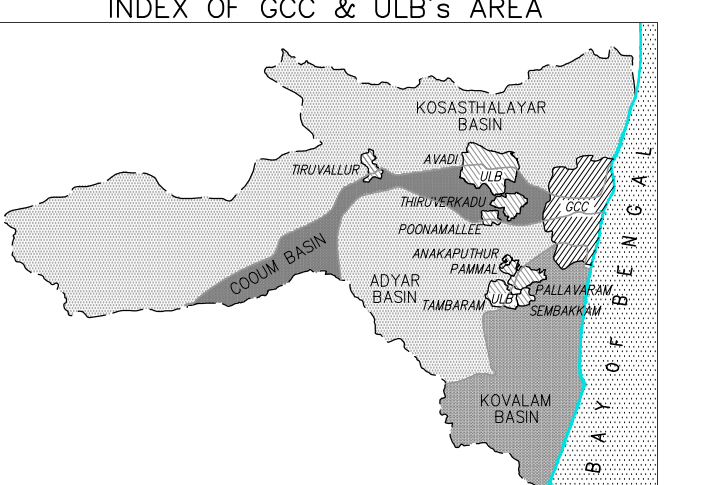 INDEX OF GCC & ULB's AREA
KOSASTHALAYAR
BASIN
TIRUVALLUR
AVADI
ULB
THIRUVERKADU
POONAMALLEE
GCC
COOUM BASIN
ANAKAPUTHUR
PAMMAL
ADYAR
BASIN
TAMBARAM
ULB
PALLAVARAM
SEMBAKKAM
KOVALAM
BASIN
BAY OF BENGAL